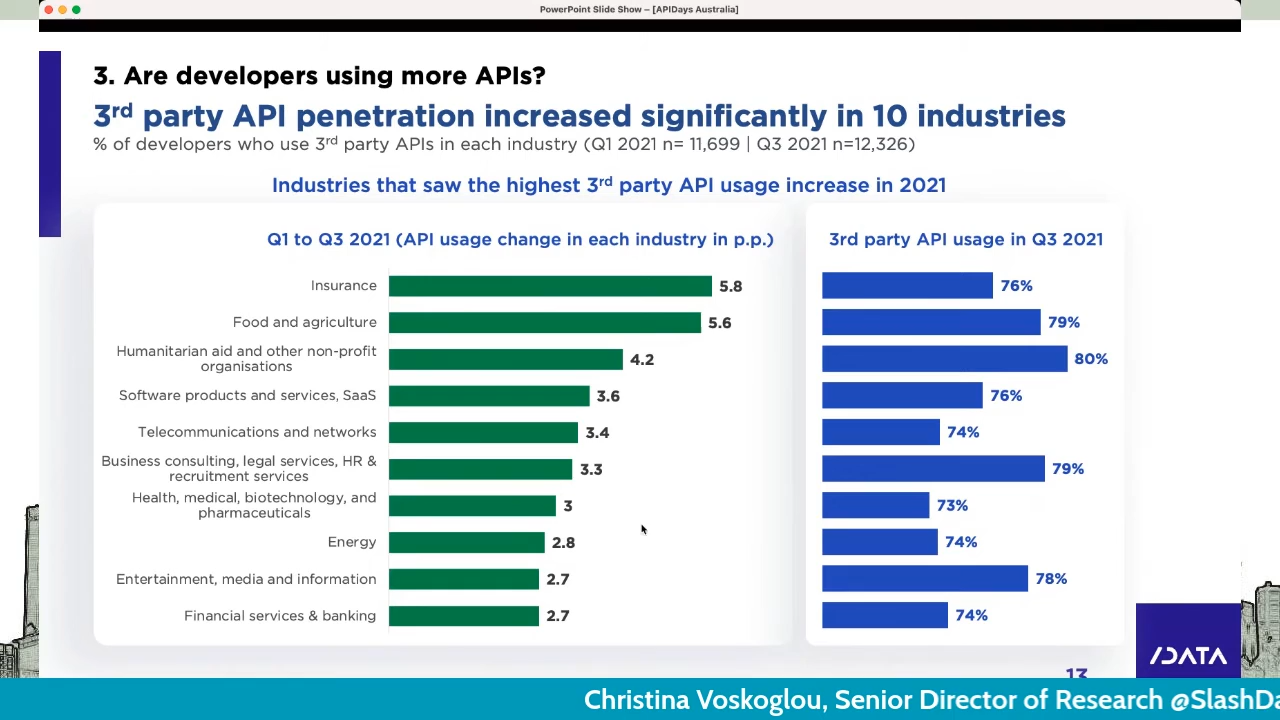 PowerPoint Slide Show – [APIDays Australia]
3. Are developers using more APIs?
3rd party API penetration increased significantly in 10 industries
% of developers who use 3rd party APIs in each industry (Q1 2021 n= 11,699 | Q3 2021 n=12,326)
Industries that saw the highest 3rd party API usage increase in 2021
Q1 to Q3 2021 (API usage change in each industry in p.p.)
Insurance 5.8
Food and agriculture 5.6
Humanitarian aid and other non-profit
organisations 4.2
Software products and services, SaaS 3.6
Telecommunications and networks 3.4
Business consulting, legal services, HR &
recruitment services 3.3
Health, medical, biotechnology, and
pharmaceuticals 3
Energy 2.8
Entertainment, media and information 2.7
Financial services & banking 2.7
3rd party API usage in Q3 2021
76%
79%
80%
76%
74%
79%
73%
74%
78%
74%
/DATA
13
Christina Voskoglou, Senior Director of Research @SlashDa